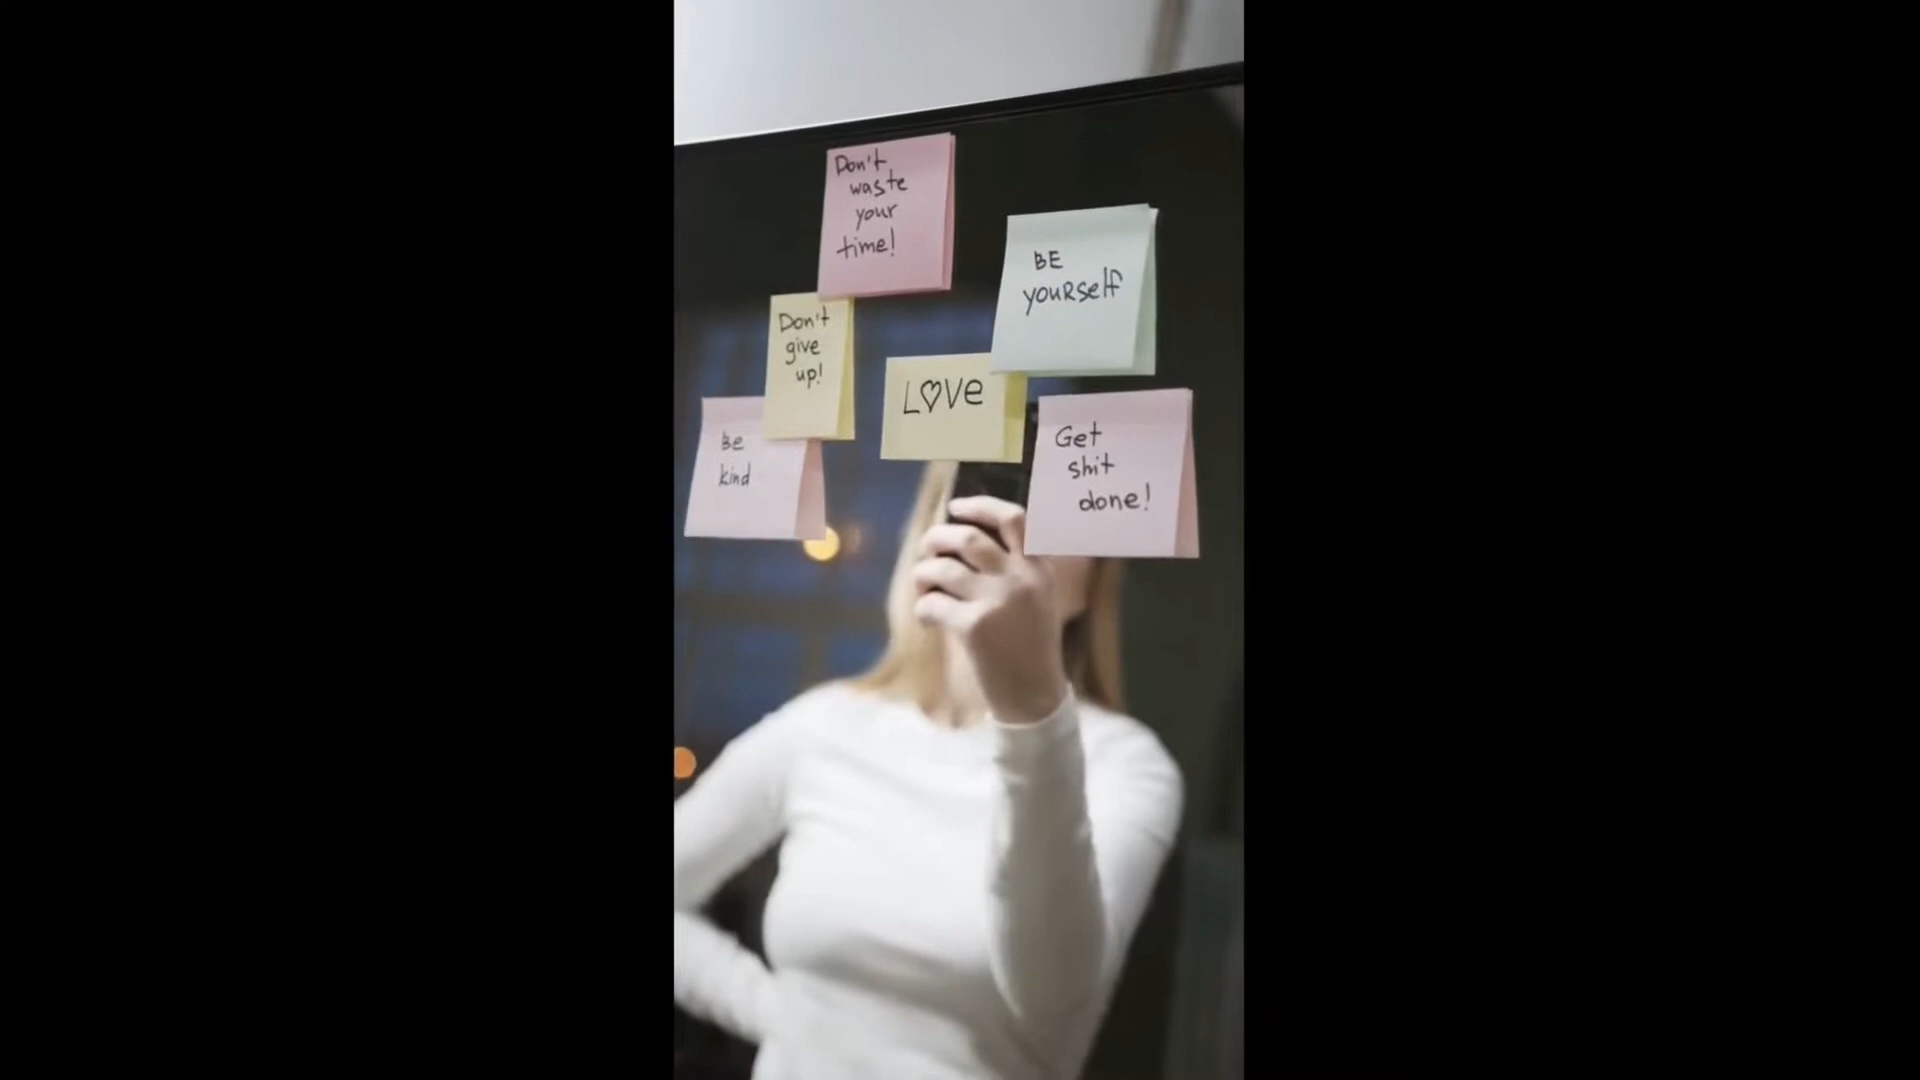 Don't
waste
your
time!
BE
yourself
Don't
give
up!
LOVe
Be
kind
Get
shit
done!